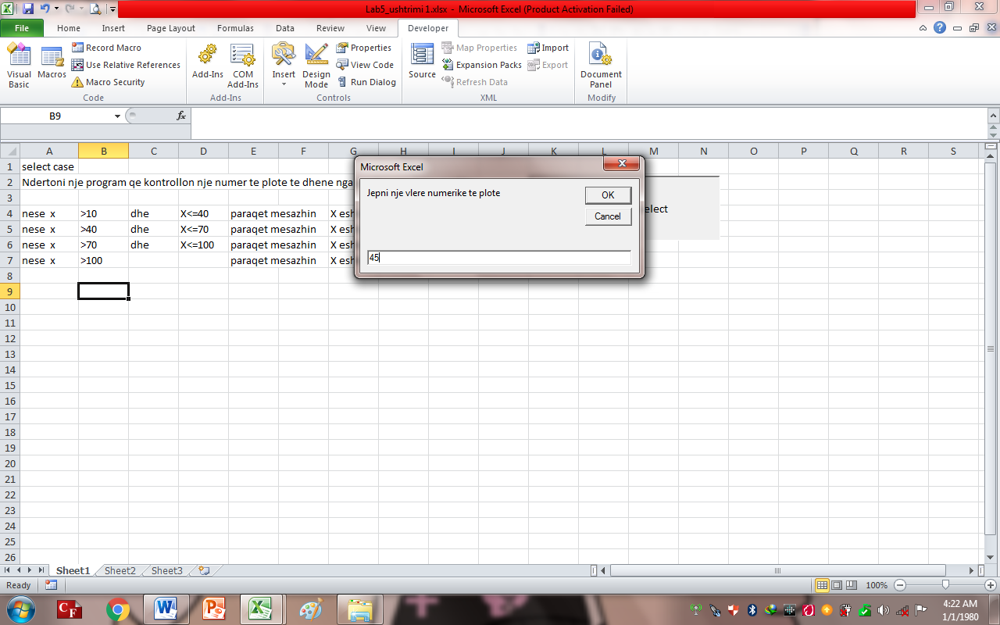 Lab5_ushtrimi 1.xlsx - Microsoft Excel (Product Activation Failed)
File Home Insert Page Layout Formulas Data Review View Developer
Visual Basic
Macros
Record Macro
Use Relative References
Macro Security
Code
Add-Ins
COM Add-Ins
Add-Ins
Insert
Design Mode
Properties
View Code
Run Dialog
Controls
Source
Map Properties
Expansion Packs
Refresh Data
Import
Export
XML
Document Panel
Modify
B9
fx
A B C D E F G H I J K L M N O P Q R S
1 select case
2 Ndertoni nje program qe kontrollon nje numer te plote te dhene nga
3
4 nese x >10 dhe X<=40 paraqet mesazhin X esh
5 nese x >40 dhe X<=70 paraqet mesazhin X esh
6 nese x >70 dhe X<=100 paraqet mesazhin X esh
7 nese x >100 paraqet mesazhin X esh
8
9
10
11
12
13
14
15
16
17
18
19
20
21
22
23
24
25
26
elect
Microsoft Excel
Jepni nje vlere numerike te plote
OK
Cancel
45
Sheet1 Sheet2 Sheet3
Ready
100%
4:22 AM
1/1/1980